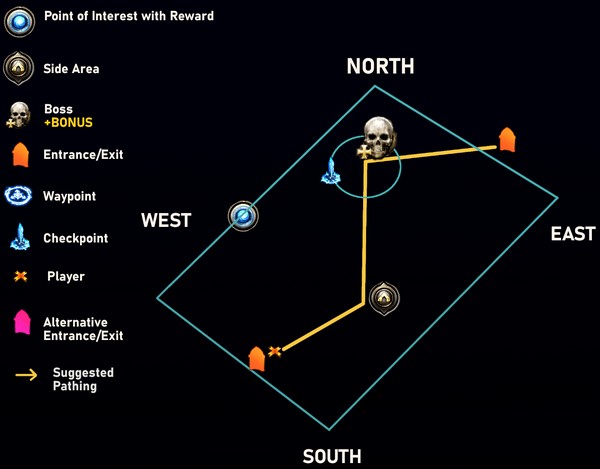 Point of Interest with Reward
Side Area
Boss
+BONUS
Entrance/Exit
Waypoint
Checkpoint
Player
Alternative
Entrance/Exit
Suggested
Pathing
NORTH
WEST
EAST
SOUTH